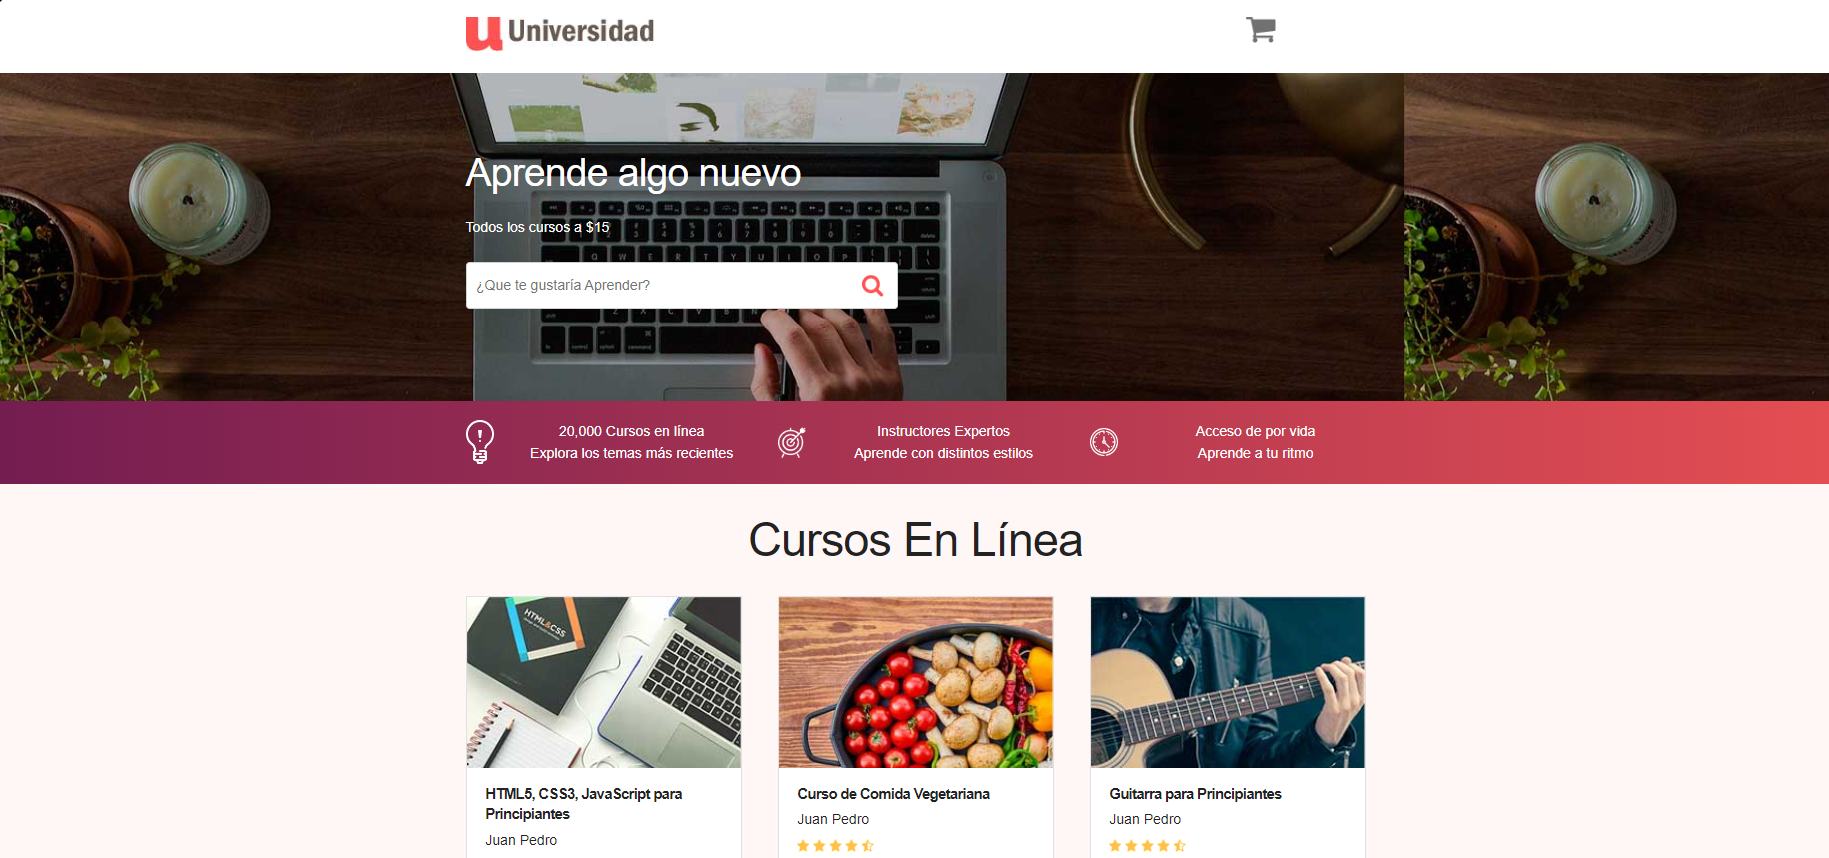 u Universidad
Aprende algo nuevo
Todos los cursos a $15
¿Que te gustaría Aprender?
20,000 Cursos en línea
Explora los temas más recientes
Instructores Expertos
Aprende con distintos estilos
Acceso de por vida
Aprende a tu ritmo
Cursos En Línea
HTML&CSS
HTML5, CSS3, JavaScript para
Principiantes
Juan Pedro
Curso de Comida Vegetariana
Juan Pedro
Guitarra para Principiantes
Juan Pedro